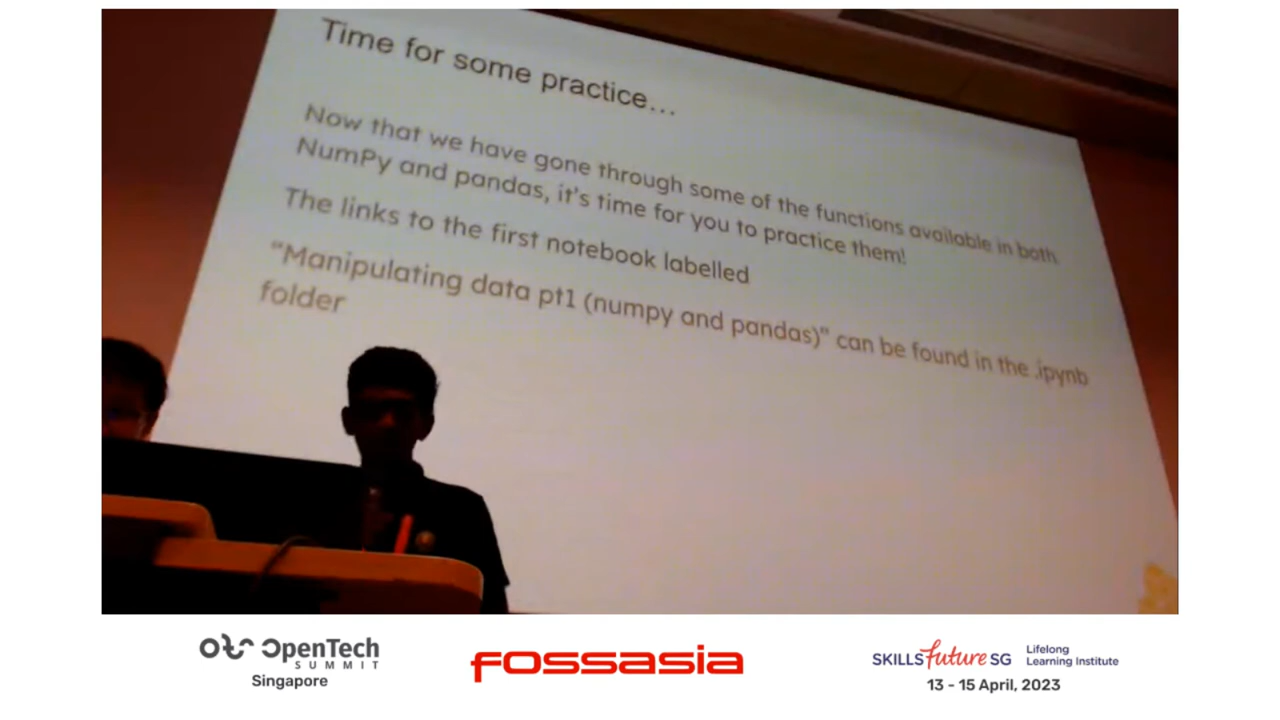 Time for some practice...
Now that we have gone through some of the functions available in both
NumPy and pandas, it's time for you to practice them!
The links to the first notebook labelled
“Manipulating data pt1 (numpy and pandas)” can be found in the .ipynb
folder
OpenTech
SUMMIT
Singapore
fossasia
SKILLS future SG
Lifelong
Learning Institute
13 - 15 April, 2023